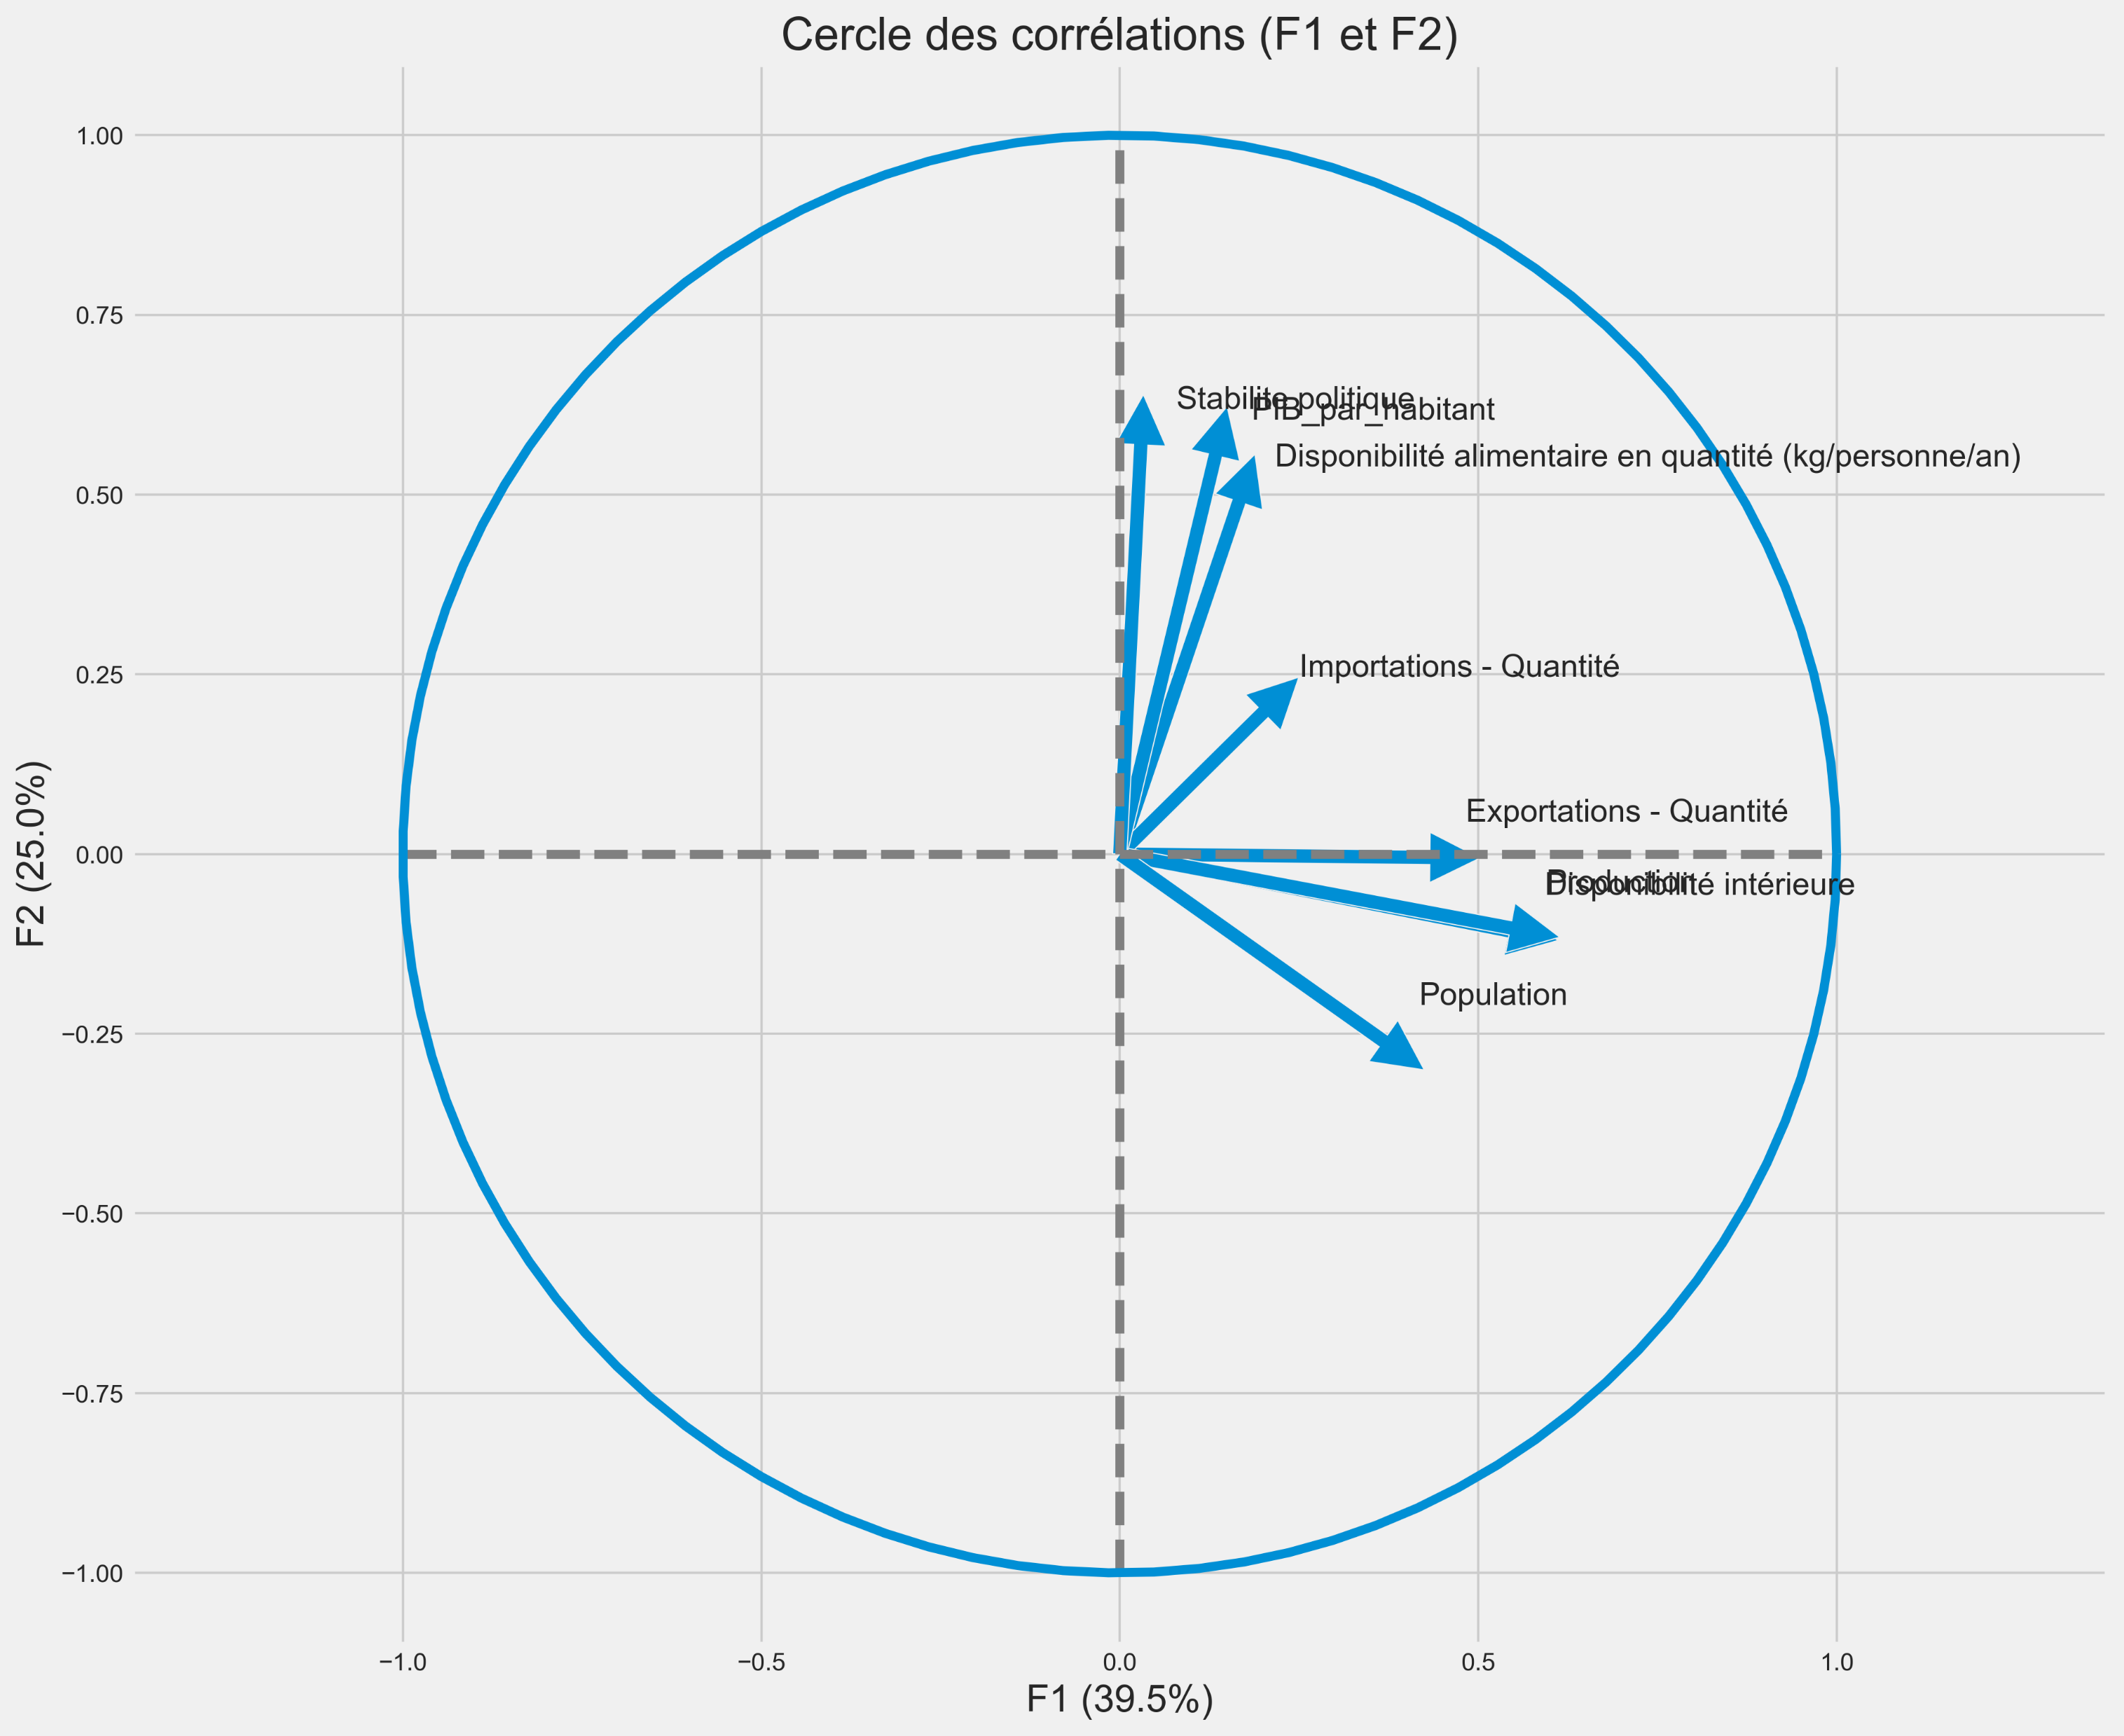 Cercle des corrélations (F1 et F2)
1.00
0.75
0.50
0.25
0.00
−0.25
−0.50
−0.75
−1.00
F2 (25.0%)
Stabilite politique
PIB_par_habitant
Disponibilité alimentaire en quantité (kg/personne/an)
Importations - Quantité
Exportations - Quantité
Production
Disponibilité intérieure
Population
−1.0
−0.5
0.0
0.5
1.0
F1 (39.5%)